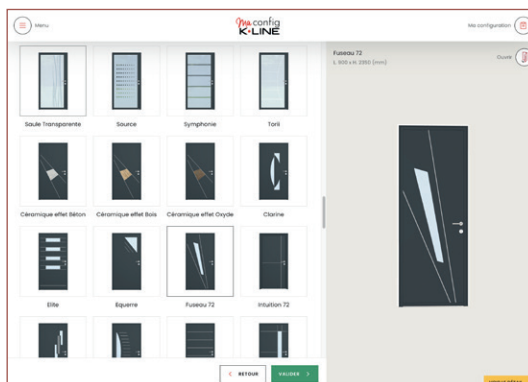 Menu
Ma config
K•LINE
Ma configuration
Saule Transparente
Source
Symphonie
Torii
Céramique effet Béton
Céramique effet Bois
Céramique effet Oxyde
Clarine
Elite
Equerre
Fuseau 72
Intuition 72
RETOUR
VALIDER
Fuseau 72
Ouvre